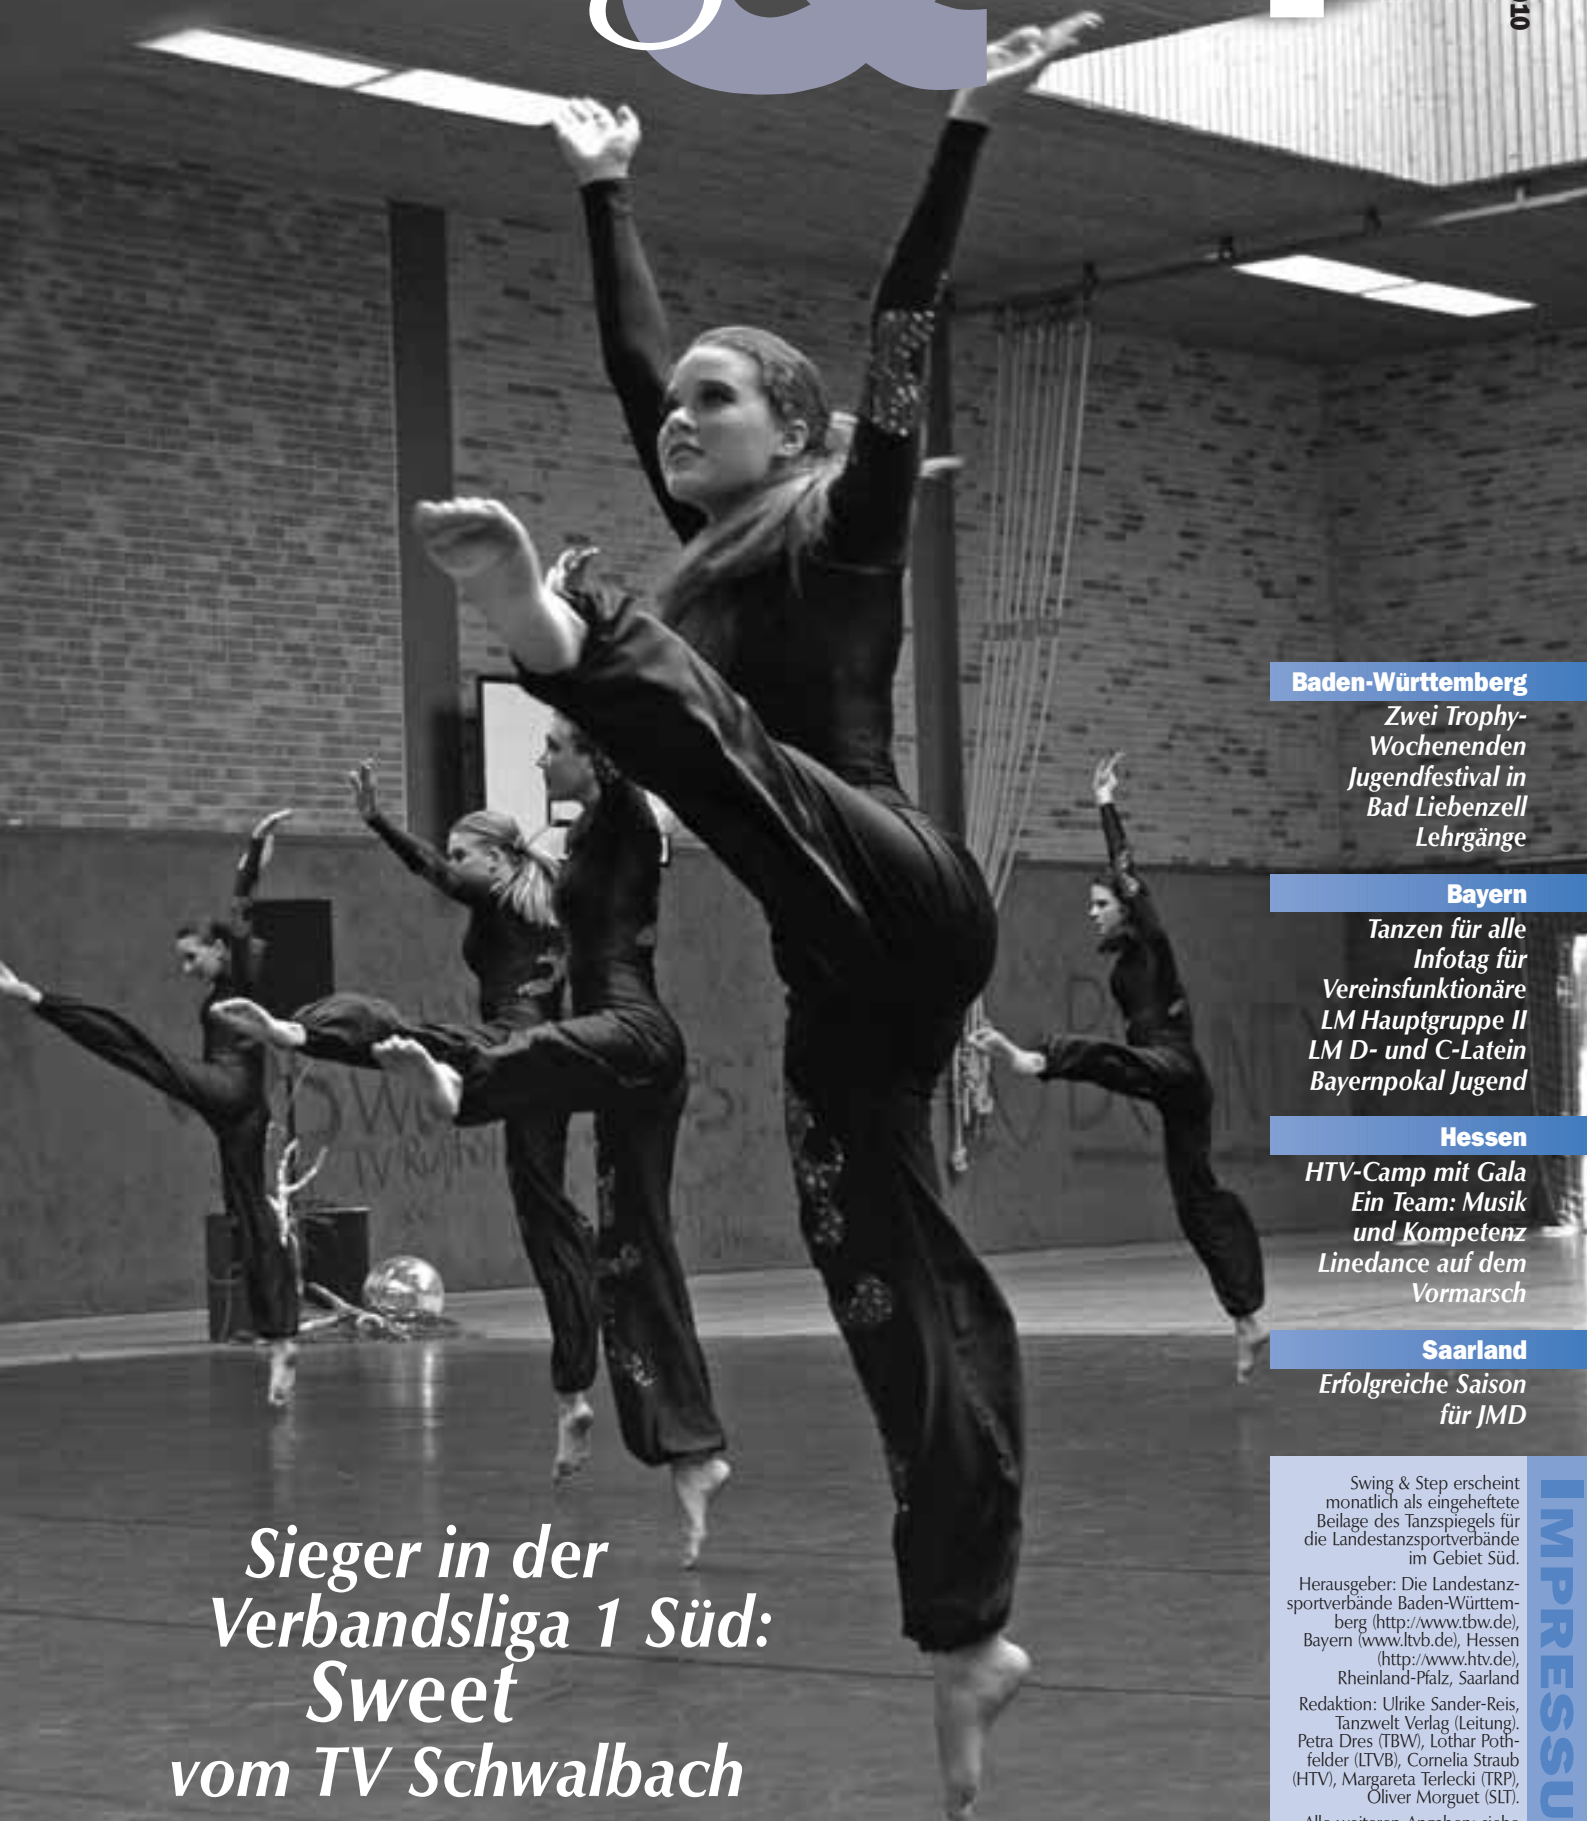 g&
10
Baden-Württemberg
Zwei Trophy-
Wochenenden
Jugendfestival in
Bad Liebenzell
Lehrgänge
Bayern
Tanzen für alle
Infotag für
Vereinsfunktionäre
LM Hauptgruppe II
LM D- und C-Latein
Bayernpokal Jugend
Hessen
HTV-Camp mit Gala
Ein Team: Musik
und Kompetenz
Linedance auf dem
Vormarsch
Saarland
Erfolgreiche Saison
für JMD
Sieger in der
Verbandsliga 1 Süd:
Sweet
vom TV Schwalbach
Swing & Step erscheint
monatlich als eingeheftete
Beilage des Tanzspiegels für
die Landestanzsportverbände
im Gebiet Süd.
Herausgeber: Die Landestanz-
sportverbände Baden-Württem-
berg (http://www.tbw.de),
Bayern (www.ltvb.de), Hessen
(http://www.htv.de),
Rheinland-Pfalz, Saarland
Redaktion: Ulrike Sander-Reis,
Tanzwelt Verlag (Leitung).
Petra Dres (TBW), Lothar Poth-
felder (LTVB), Cornelia Straub
(HTV), Margareta Terlecki (TRP),
Oliver Morguet (SLT).
Alle weiteren Angaben: siehe
IMPRESSU